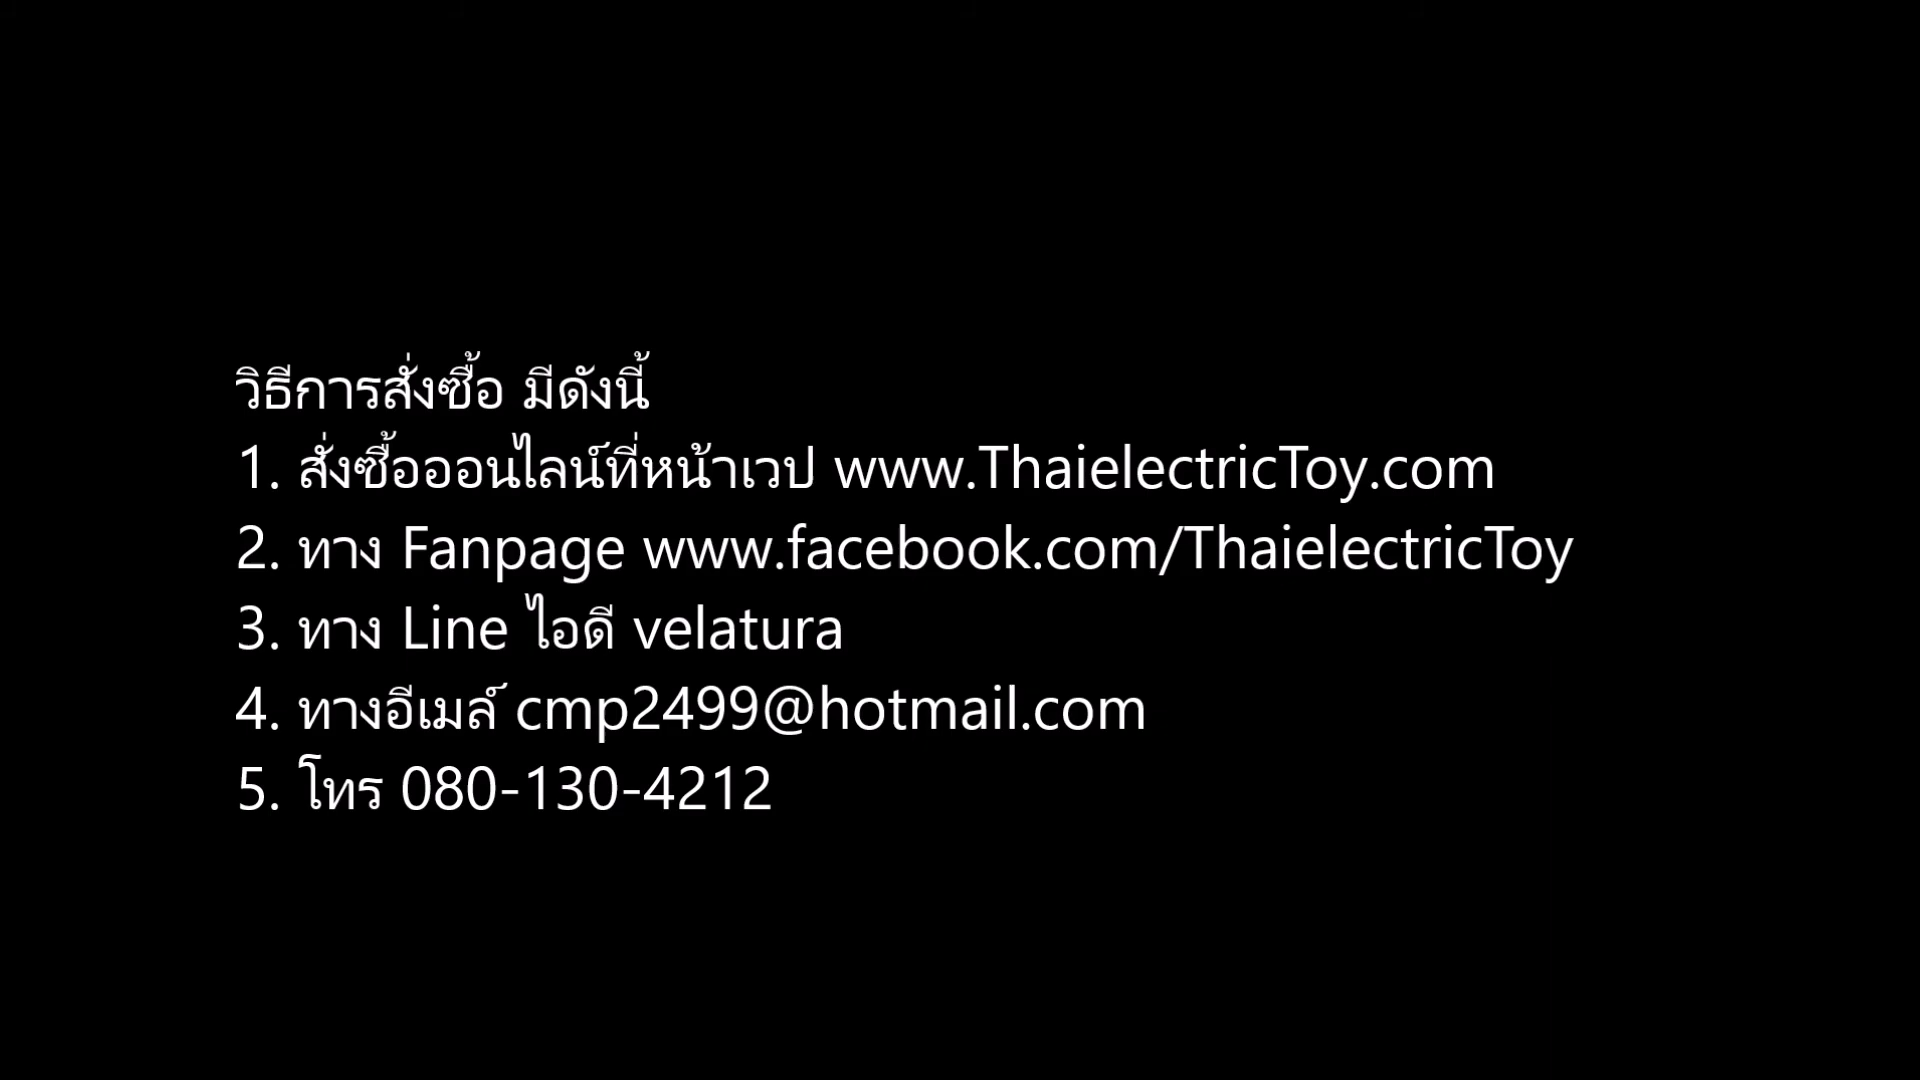 วิธีการสั่งซื้อ มีดังนี้
1. สั่งซื้อออนไลน์ที่หน้าเวป www.ThaielectricToy.com
2. ทาง Fanpage www.facebook.com/ThaielectricToy
3. ทาง Line ไอดี velatura
4. ทางอีเมล์ cmp2499@hotmail.com
5. โทร 080-130-4212